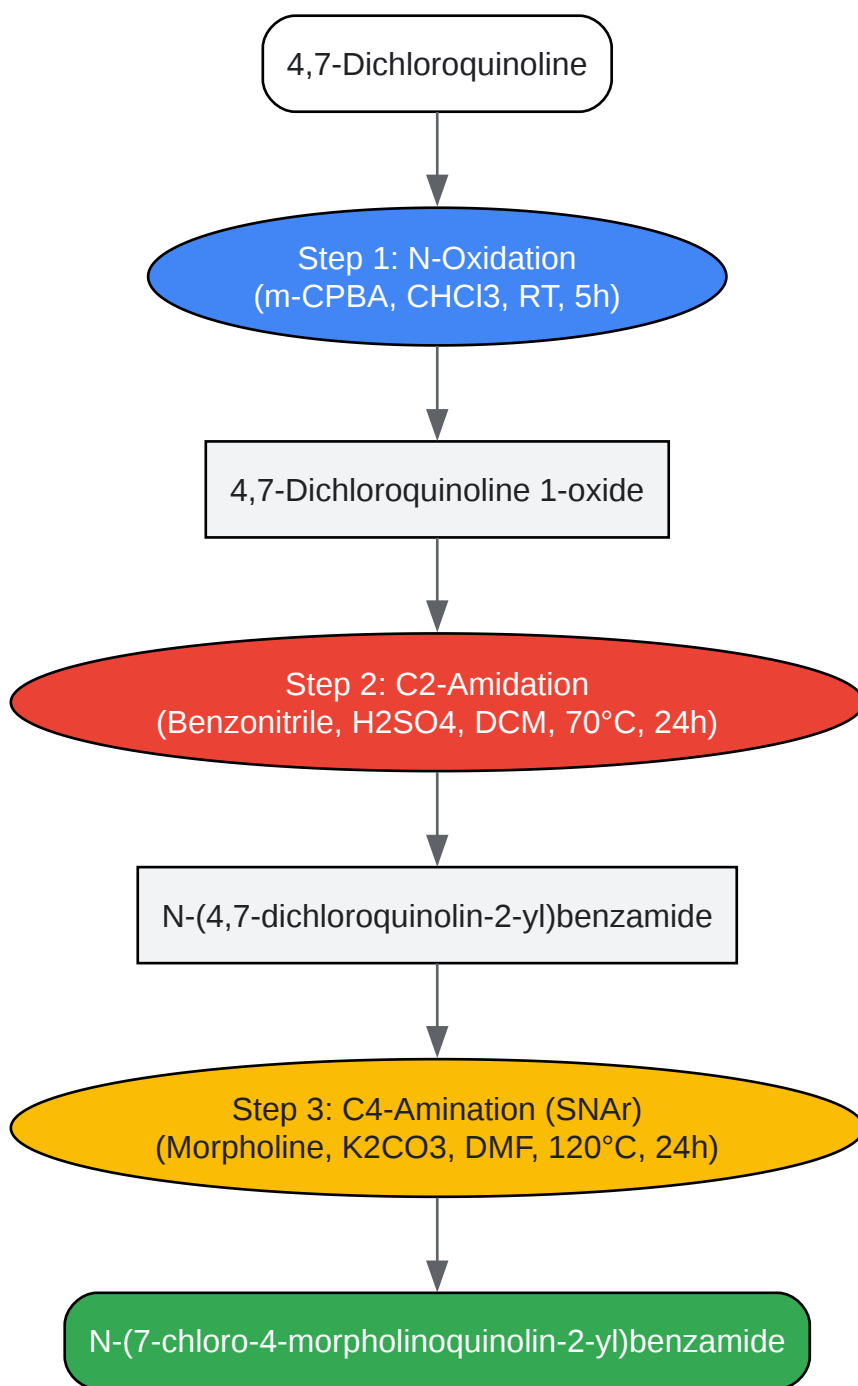 4,7-Dichloroquinoline
Step 1: N-Oxidation
(m-CPBA, CHCl3, RT, 5h)
4,7-Dichloroquinoline 1-oxide
Step 2: C2-Amidation
(Benzonitrile, H2SO4, DCM, 70°C, 24h)
N-(4,7-dichloroquinolin-2-yl)benzamide
Step 3: C4-Amination (SNAr)
(Morpholine, K2CO3, DMF, 120°C, 24h)
N-(7-chloro-4-morpholinoquinolin-2-yl)benzamide